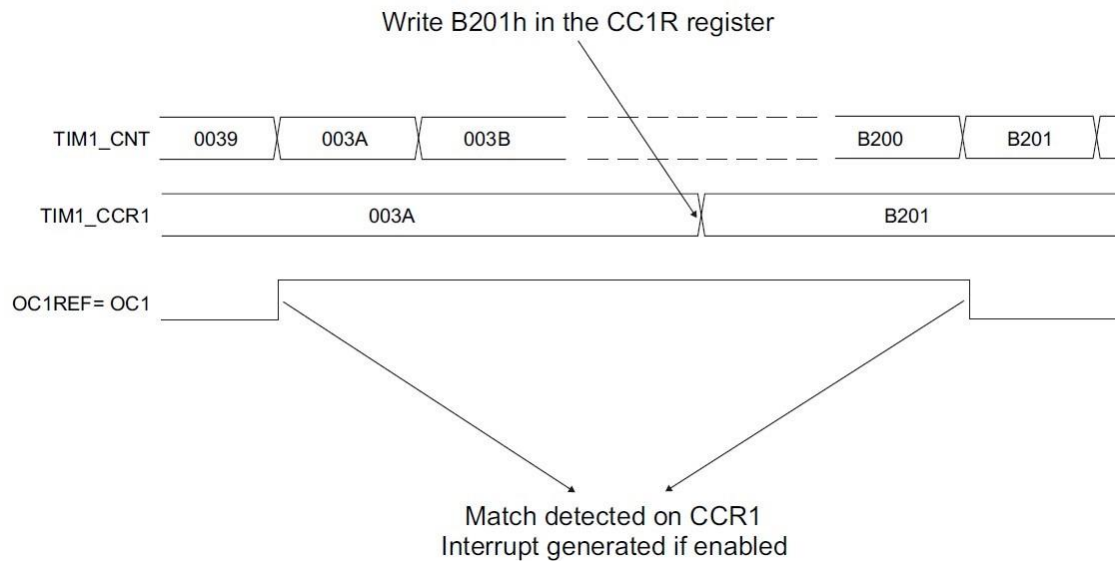 Write B201h in the CC1R register
TIM1_CNT 0039 003A 003B B200 B201
TIM1_CCR1 003A B201
OC1REF= OC1
Match detected on CCR1
Interrupt generated if enabled